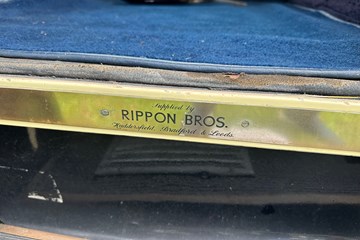 Supplied by
RIPPON BROS.
Huddersfield, Bradford & Leeds.